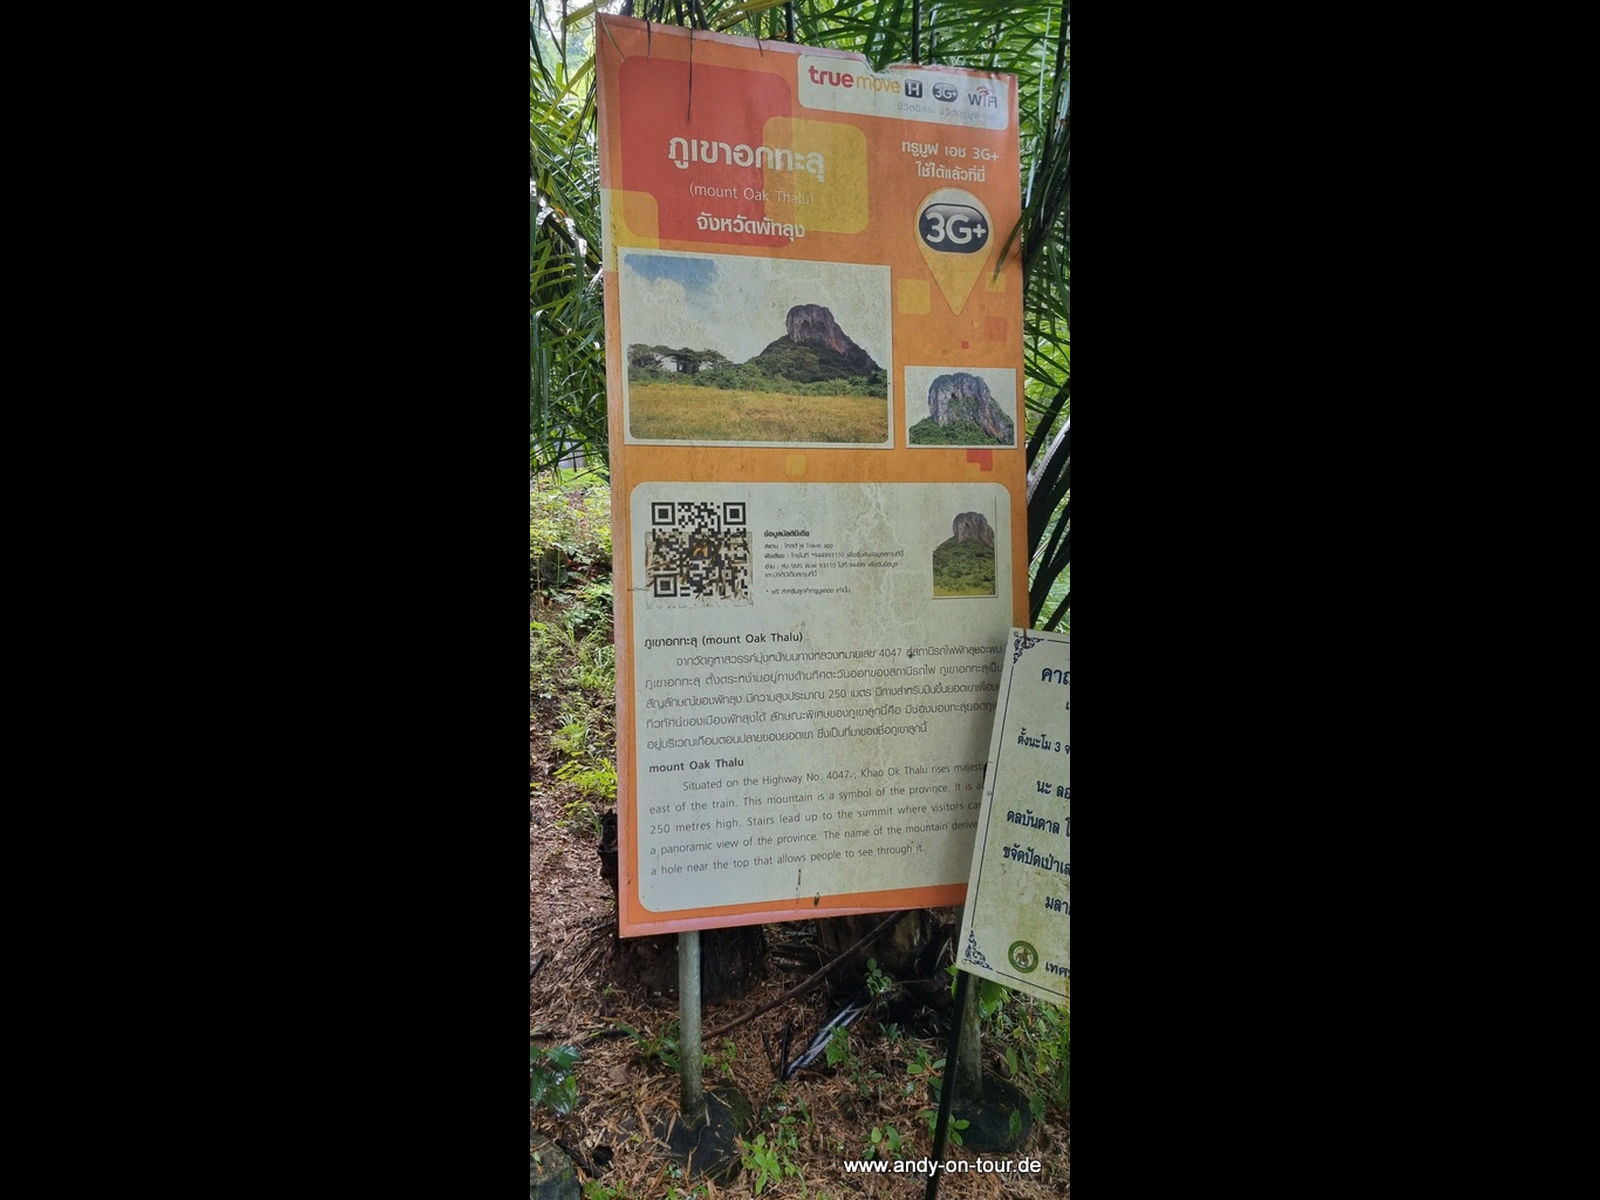 true move H 3G+ WiFi
ภูเขาอกทะลุ
(mount Oak Thalu)
จังหวัดพัทลุง
ทรูมูฟ เอช 3G+
ใช้ได้แล้วที่นี่
3G+
ข้อมูลมัลติมีเดีย
ภูเขาอกทะลุ (mount Oak Thalu)
จากวัดคูหาสวรรค์มุ่งหน้าบนทางหลวงหมายเลข 4047 สู่สถานีรถไฟพัทลุงจะพบ
ภูเขาอกทะลุ ตั้งตระหง่านอยู่ทางด้านทิศตะวันออกของสถานีรถไฟ ภูเขาอกทะลุเป็น
สัญลักษณ์ของพัทลุง มีความสูงประมาณ 250 เมตร มีทางสำหรับปีนขึ้นยอดเขาเพื่อ
ทิวทัศน์ของเมืองพัทลุงได้ ลักษณะพิเศษของภูเขาลูกนี้คือ มีช่องมองทะลุยอดภู
อยู่บริเวณเกือบตอนปลายของยอดเขา ซึ่งเป็นที่มาของชื่อภูเขาลูกนี้
mount Oak Thalu
Situated on the Highway No. 4047., Khao Ok Thalu rises majest
east of the train. This mountain is a symbol of the province. It is a
250 metres high. Stairs lead up to the summit where visitors ca
a panoramic view of the province. The name of the mountain derive
a hole near the top that allows people to see through it.
คาถ
ตั้งนะโม 3 จ
นะ ลอ
ดลบันดาล โ
ขจัดปัดเป่าเส
มลา
เทศ
www.andy-on-tour.de